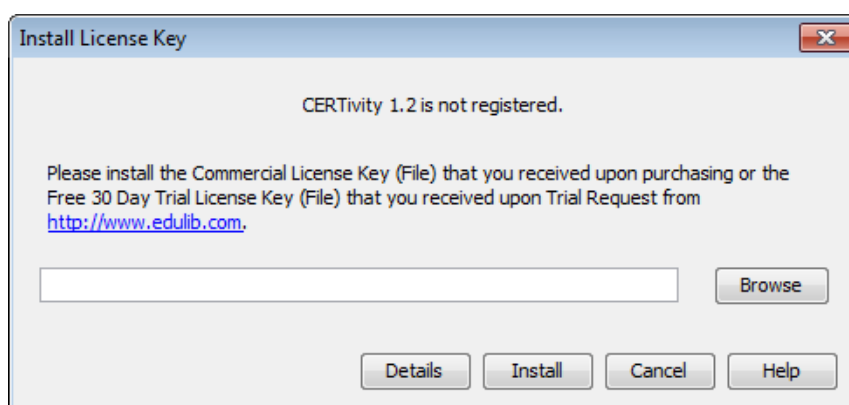 Install License Key
CERTivity 1.2 is not registered.
Please install the Commercial License Key (File) that you received upon purchasing or the
Free 30 Day Trial License Key (File) that you received upon Trial Request from
http://www.edulib.com.
Browse
Details Install Cancel Help